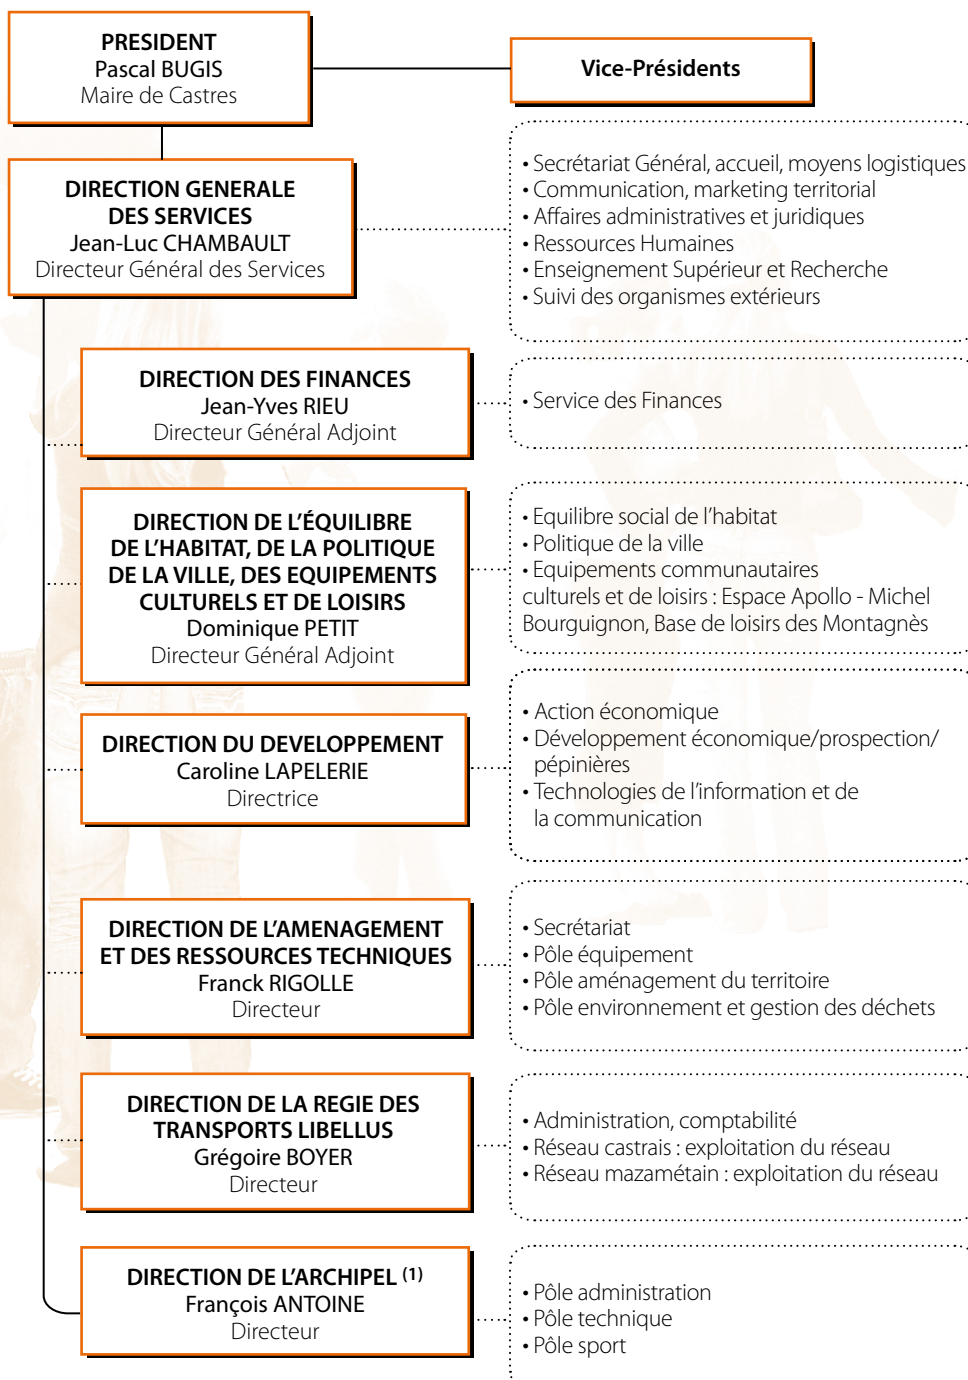 PRESIDENT
Pascal BUGIS
Maire de Castres
Vice-Présidents
DIRECTION GENERALE
DES SERVICES
Jean-Luc CHAMBAULT
Directeur Général des Services
• Secrétariat Général, accueil, moyens logistiques
• Communication, marketing territorial
• Affaires administratives et juridiques
• Ressources Humaines
• Enseignement Supérieur et Recherche
• Suivi des organismes extérieurs
DIRECTION DES FINANCES
Jean-Yves RIEU
Directeur Général Adjoint
• Service des Finances
DIRECTION DE L’ÉQUILIBRE
DE L’HABITAT, DE LA POLITIQUE
DE LA VILLE, DES EQUIPEMENTS
CULTURELS ET DE LOISIRS
Dominique PETIT
Directeur Général Adjoint
• Equilibre social de l’habitat
• Politique de la ville
• Equipements communautaires
culturels et de loisirs : Espace Apollo - Michel
Bourguignon, Base de loisirs des Montagnès
DIRECTION DU DEVELOPPEMENT
Caroline LAPELERIE
Directrice
• Action économique
• Développement économique/prospection/
pépinières
• Technologies de l’information et de
la communication
DIRECTION DE L’AMENAGEMENT
ET DES RESSOURCES TECHNIQUES
Franck RIGOLLE
Directeur
• Secrétariat
• Pôle équipement
• Pôle aménagement du territoire
• Pôle environnement et gestion des déchets
DIRECTION DE LA REGIE DES
TRANSPORTS LIBELLUS
Grégoire BOYER
Directeur
• Administration, comptabilité
• Réseau castrais : exploitation du réseau
• Réseau mazamétain : exploitation du réseau
DIRECTION DE L’ARCHIPEL (1)
François ANTOINE
Directeur
• Pôle administration
• Pôle technique
• Pôle sport